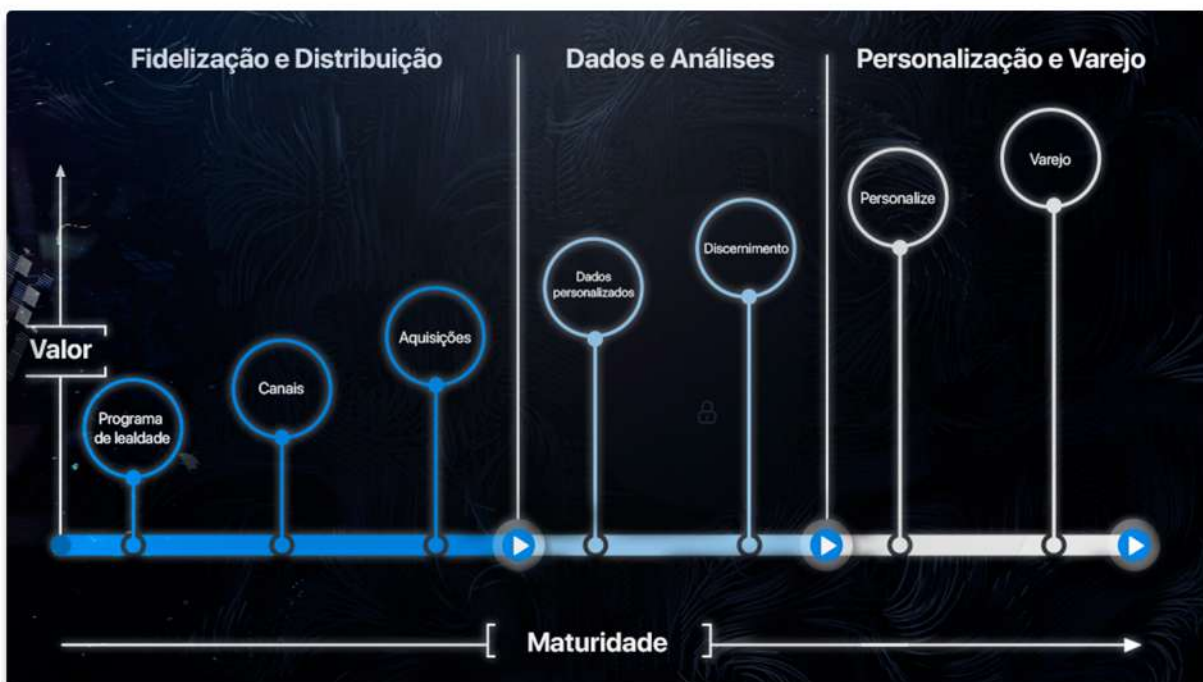 Fidelização e Distribuição
Dados e Análises
Personalização e Varejo
Valor
Programa
de lealdade
Canais
Aquisições
Dados
personalizados
Discernimento
Personalize
Varejo
Maturidade